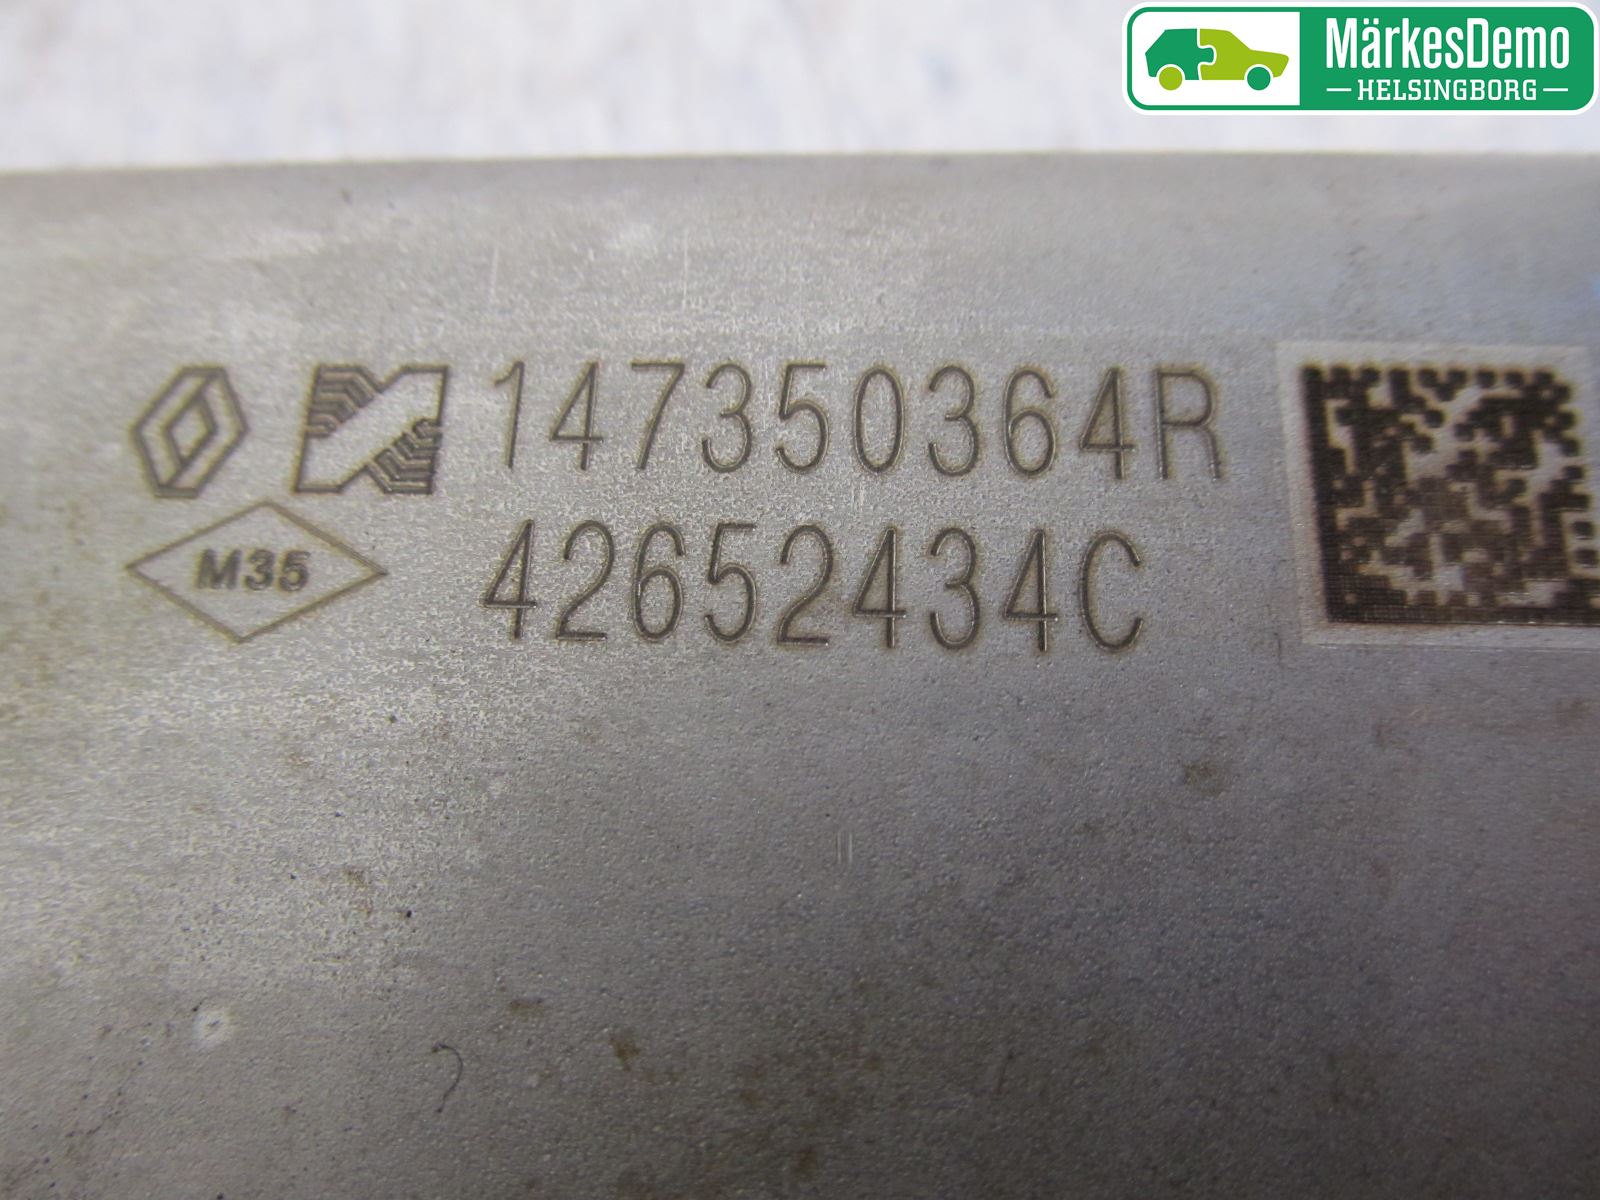 MärkesDemo
HELSINGBORG
147350364R
M35
42652434C